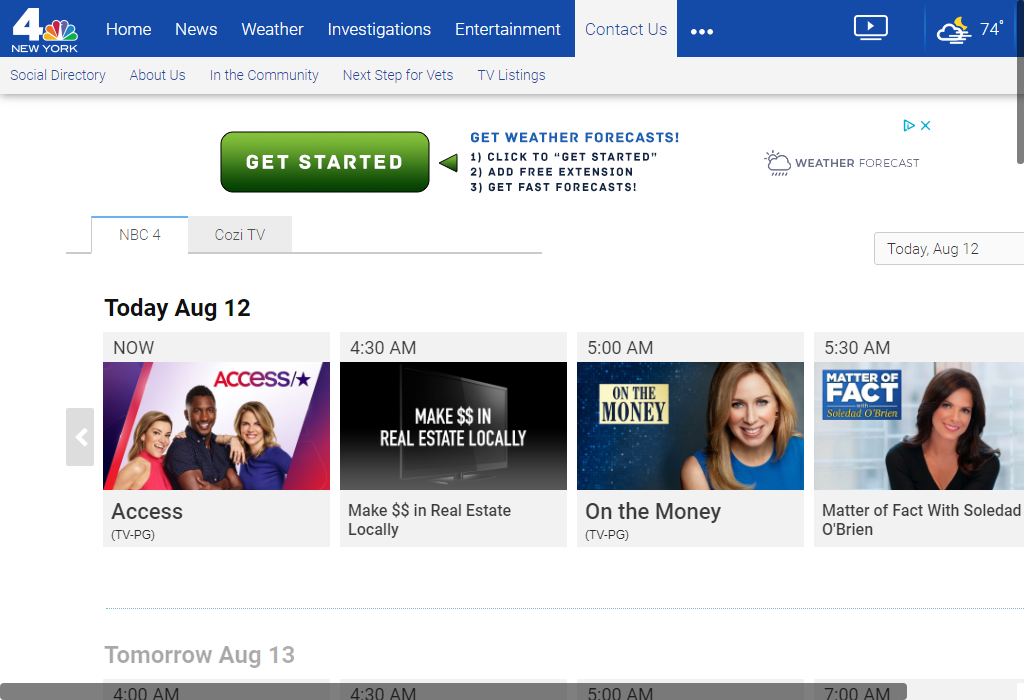 4
NEW YORK
Home
News
Weather
Investigations
Entertainment
Contact Us
74°
Social Directory
About Us
In the Community
Next Step for Vets
TV Listings
GET STARTED
GET WEATHER FORECASTS!
1) CLICK TO “GET STARTED”
2) ADD FREE EXTENSION
3) GET FAST FORECASTS!
WEATHER FORECAST
NBC 4
Cozi TV
Today, Aug 12
Today Aug 12
NOW
ACCESS/★
Access
(TV-PG)
4:30 AM
MAKE $$ IN
REAL ESTATE LOCALLY
Make $$ in Real Estate
Locally
5:00 AM
ON THE
MONEY
On the Money
(TV-PG)
5:30 AM
MATTER OF
FACT
with
Soledad O'Brien
Matter of Fact With Soledad
O'Brien
Tomorrow Aug 13
4:00 AM
4:30 AM
5:00 AM
7:00 AM